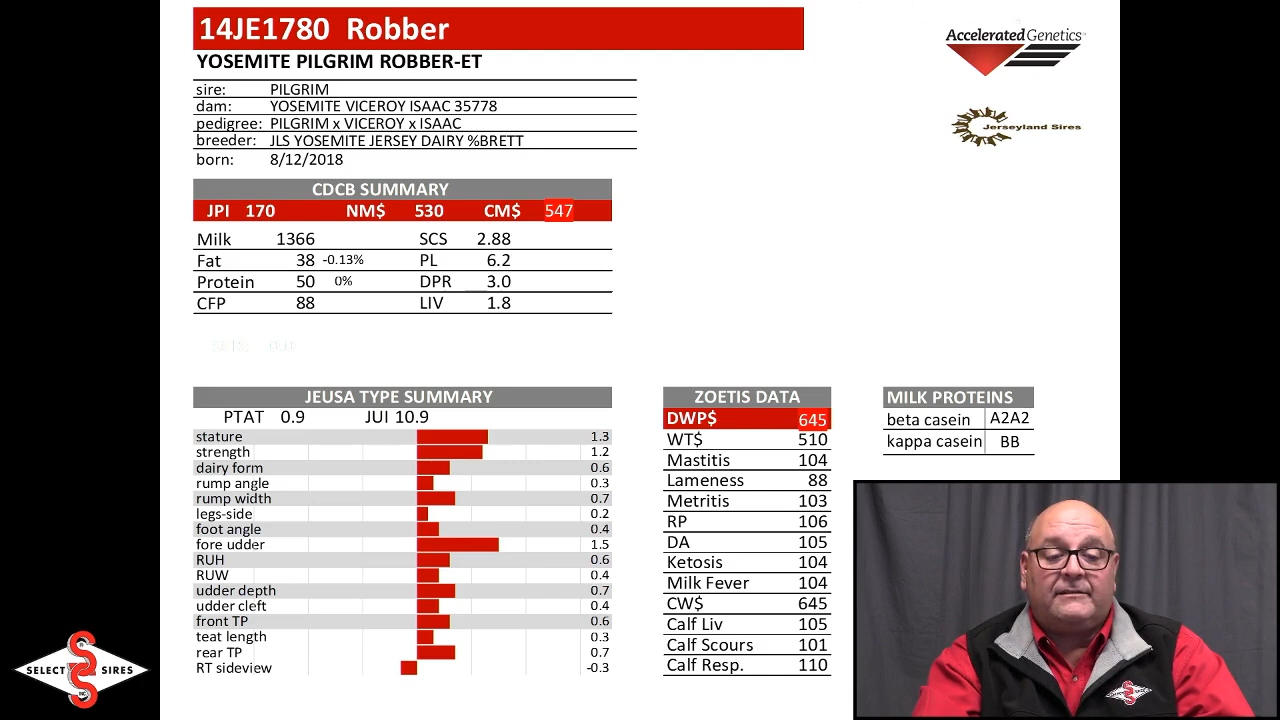 14JE1780 Robber
YOSEMITE PILGRIM ROBBER-ET
sire: PILGRIM
dam: YOSEMITE VICEROY ISAAC 35778
pedigree: PILGRIM x VICEROY x ISAAC
breeder: JLS YOSEMITE JERSEY DAIRY %BRETT
born: 8/12/2018
Accelerated Genetics
Jerseyland Sires
CDCB SUMMARY
JPI 170 NM$ 530 CM$ 547
Milk 1366 SCS 2.88
Fat 38 -0.13% PL 6.2
Protein 50 0% DPR 3.0
CFP 88 LIV 1.8
JEUSA TYPE SUMMARY
PTAT 0.9 JUI 10.9
stature 1.3
strength 1.2
dairy form 0.6
rump angle 0.3
rump width 0.7
legs-side 0.2
foot angle 0.4
fore udder 1.5
RUH 0.6
RUW 0.4
udder depth 0.7
udder cleft 0.4
front TP 0.6
teat length 0.3
rear TP 0.7
RT sideview -0.3
ZOETIS DATA
DWP$ 645
WT$ 510
Mastitis 104
Lameness 88
Metritis 103
RP 106
DA 105
Ketosis 104
Milk Fever 104
CW$ 645
Calf Liv 105
Calf Scours 101
Calf Resp. 110
MILK PROTEINS
beta casein A2A2
kappa casein BB
SELECT SIRES